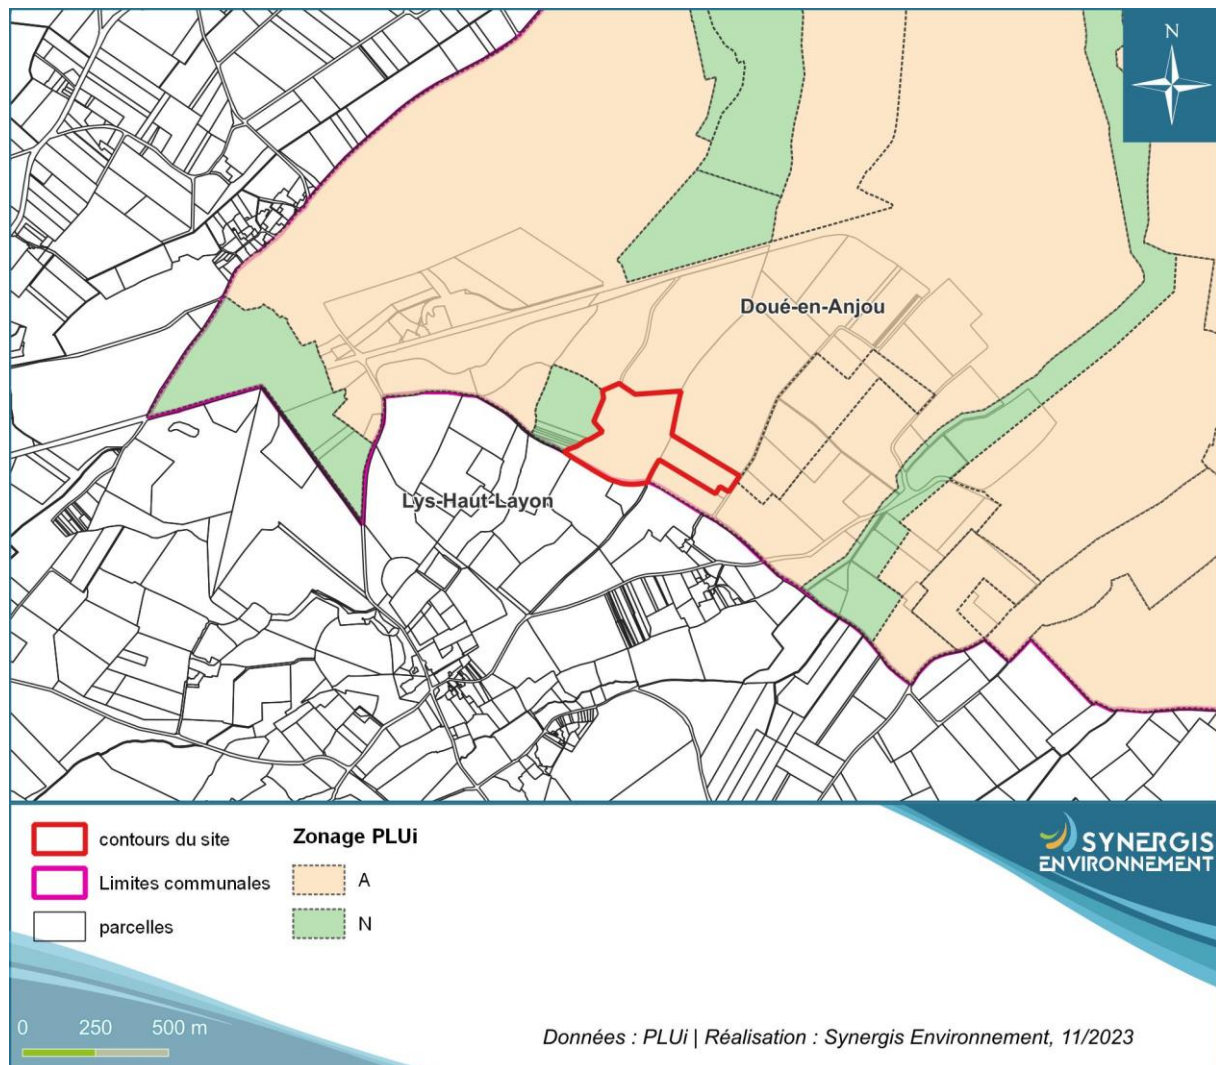 N
Doué-en-Anjou
Lys-Haut-Layon
contours du site
Limites communales
parcelles
Zonage PLUi
A
N
SYNERGIS
ENVIRONNEMENT
0 250 500 m
Données : PLUi | Réalisation : Synergis Environnement, 11/2023